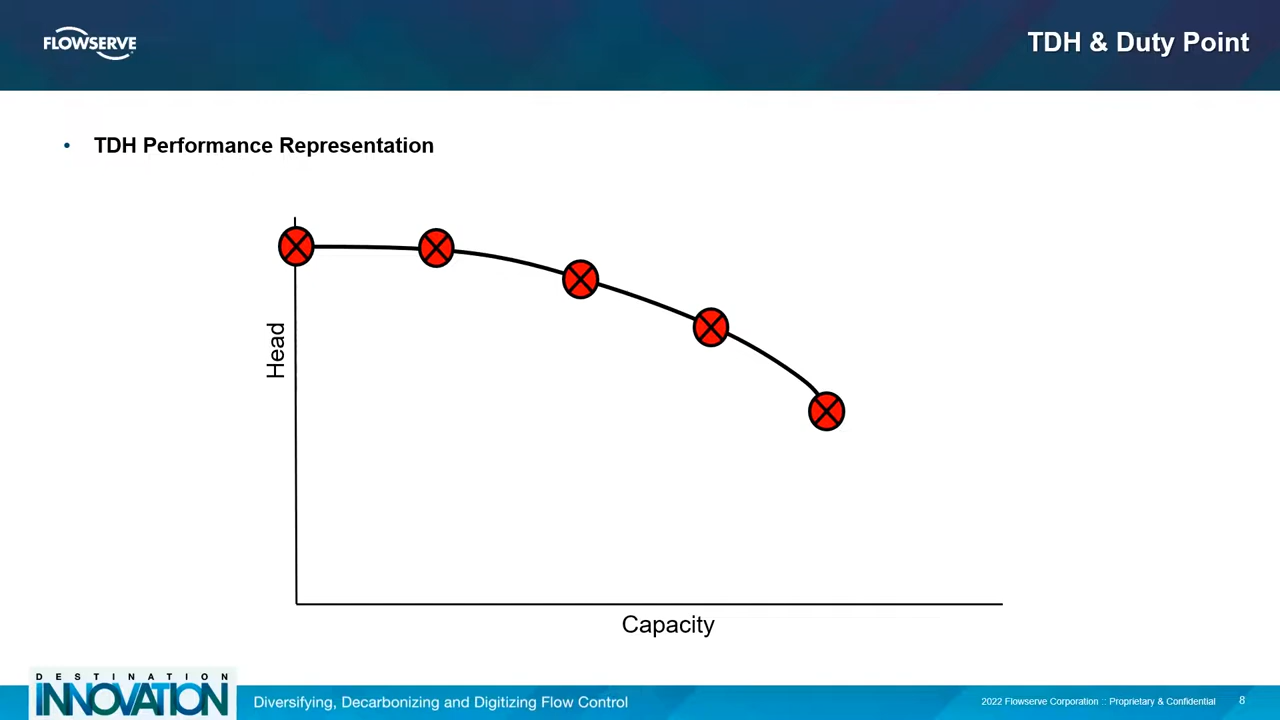 FLOWSERVE
TDH & Duty Point
• TDH Performance Representation
Head
Capacity
DESTINATION
INNOVATION
Diversifying, Decarbonizing and Digitizing Flow Control
2022 Flowserve Corporation :: Proprietary & Confidential
8